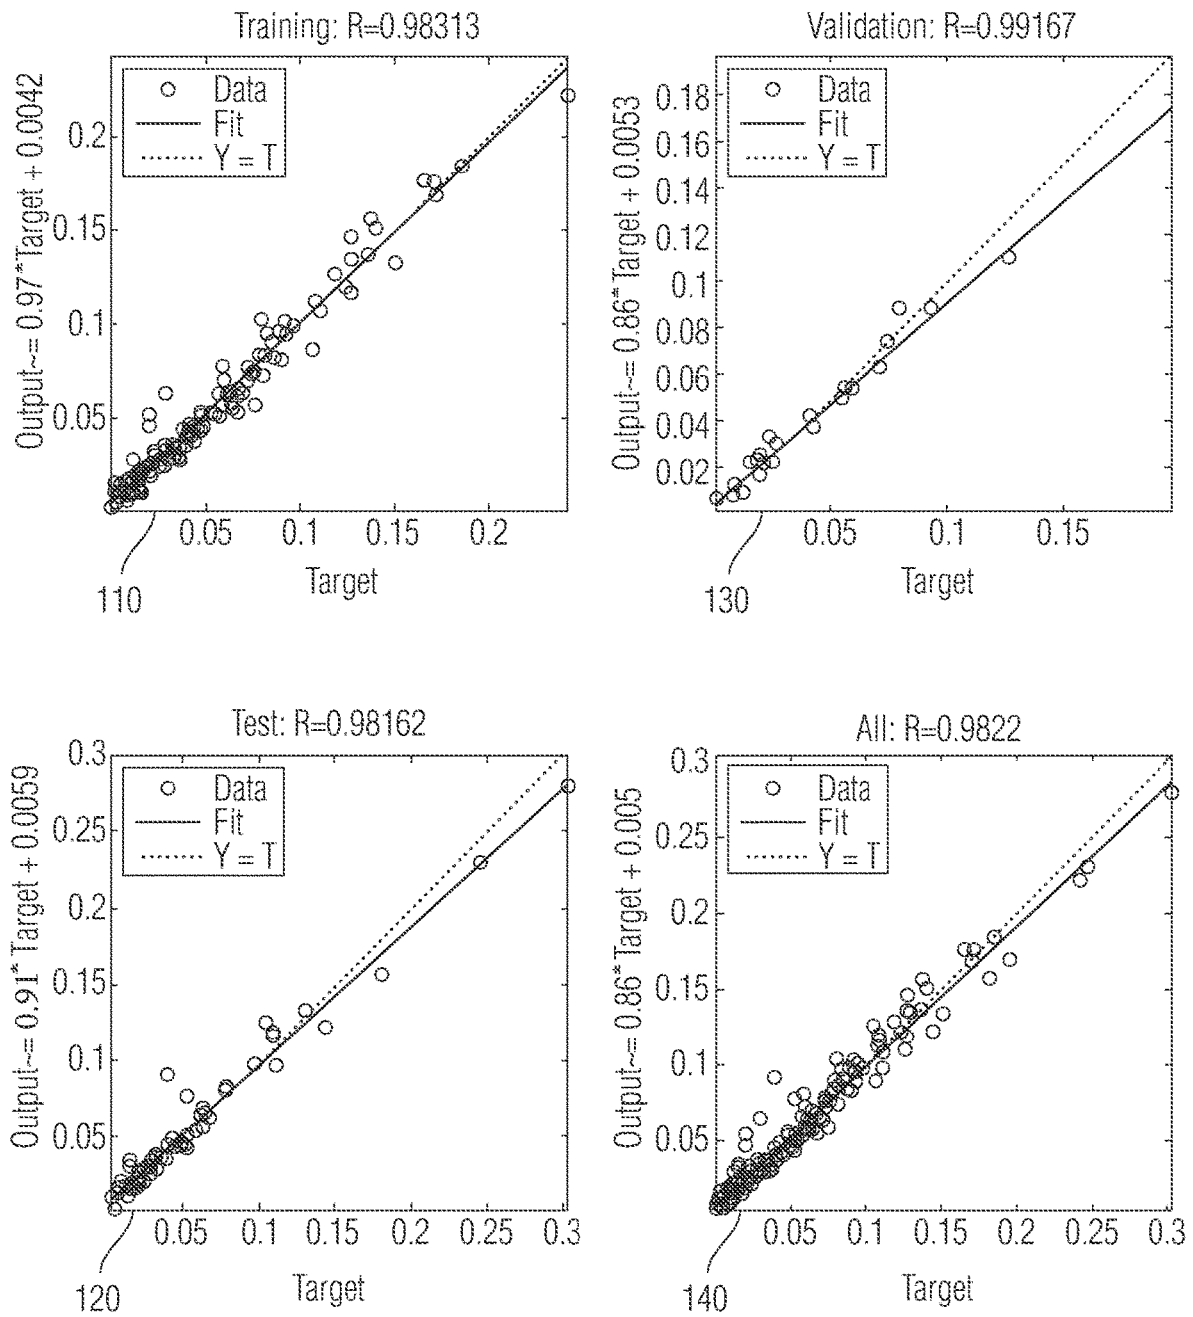 Training: R=0.98313
Output~= 0.97*Target + 0.0042
Data
Fit
Y = T
0.2
0.15
0.1
0.05
0.05 0.1 0.15 0.2
Target
110
Validation: R=0.99167
Output~= 0.86*Target + 0.0053
Data
Fit
Y = T
0.18
0.16
0.14
0.12
0.1
0.08
0.06
0.04
0.02
0.05 0.1 0.15
Target
130
Test: R=0.98162
Output~= 0.91* Target + 0.0059
Data
Fit
Y = T
0.3
0.25
0.2
0.15
0.1
0.05
0.05 0.1 0.15 0.2 0.25 0.3
Target
120
All: R=0.9822
Output~= 0.86*Target + 0.005
Data
Fit
Y = T
0.3
0.25
0.2
0.15
0.1
0.05
0.05 0.1 0.15 0.2 0.25 0.3
Target
140